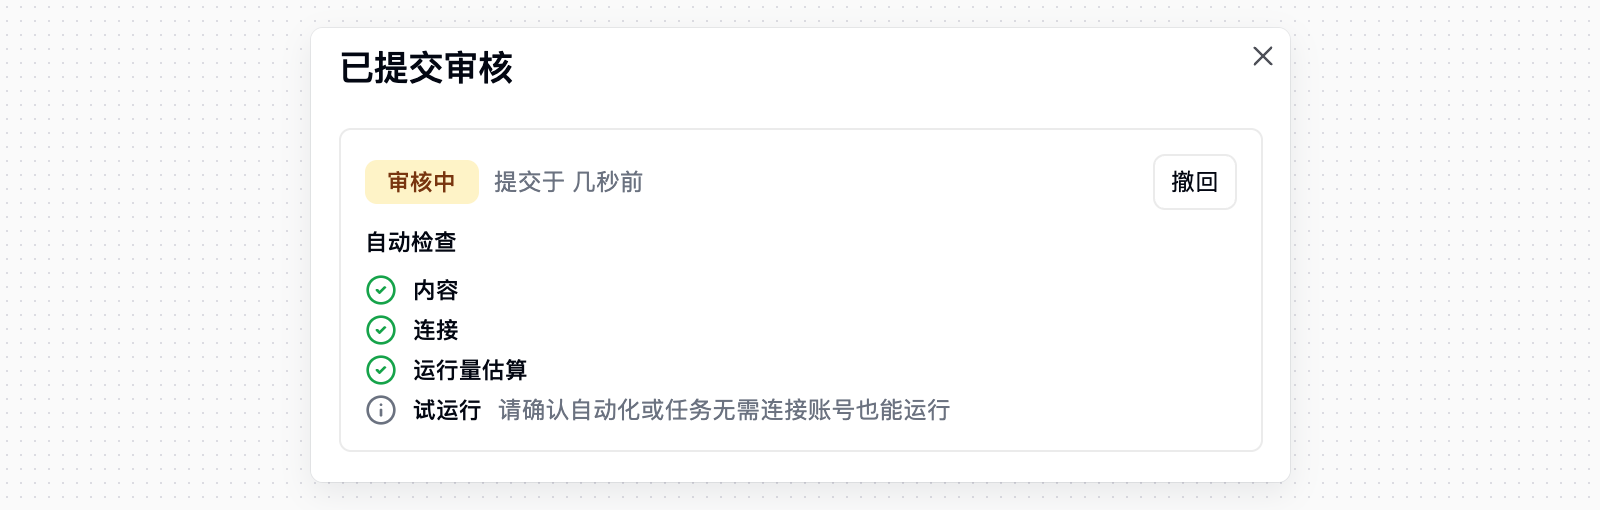 已提交审核
审核中 提交于 几秒前 撤回
自动检查
内容
连接
运行量估算
试运行 请确认自动化或任务无需连接账号也能运行